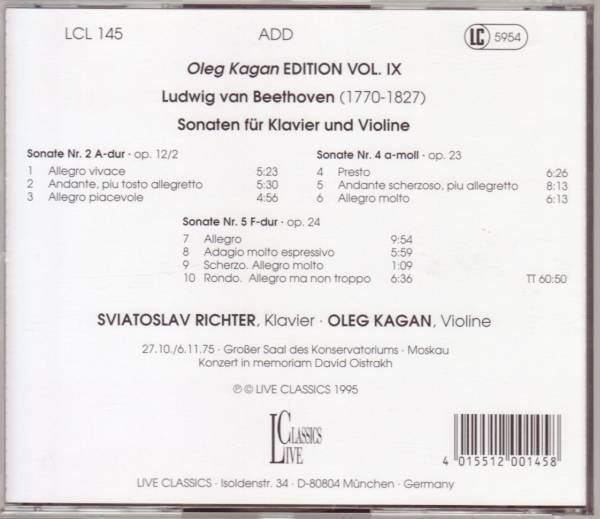 LCL 145 ADD LC 5954
Oleg Kagan EDITION VOL. IX
Ludwig van Beethoven (1770-1827)
Sonaten für Klavier und Violine
Sonate Nr. 2 A-dur · op. 12/2
1 Allegro vivace 5:23
2 Andante, piu tosto allegretto 5:30
3 Allegro piacevole 4:56
Sonate Nr. 4 a-moll · op. 23
4 Presto 6:26
5 Andante scherzoso, piu allegretto 8:13
6 Allegro molto 6:13
Sonate Nr. 5 F-dur · op. 24
7 Allegro 9:54
8 Adagio molto espressivo 5:59
9 Scherzo. Allegro molto 1:09
10 Rondo. Allegro ma non troppo 6:36 TT 60:50
SVIATOSLAV RICHTER, Klavier · OLEG KAGAN, Violine
27.10./6.11.75 · Großer Saal des Konservatoriums · Moskau
Konzert in memoriam David Oistrakh
℗ © LIVE CLASSICS 1995
CLASSICS
LIVE
4 015512 001458
LIVE CLASSICS · Isoldenstr. 34 · D-80804 München · Germany